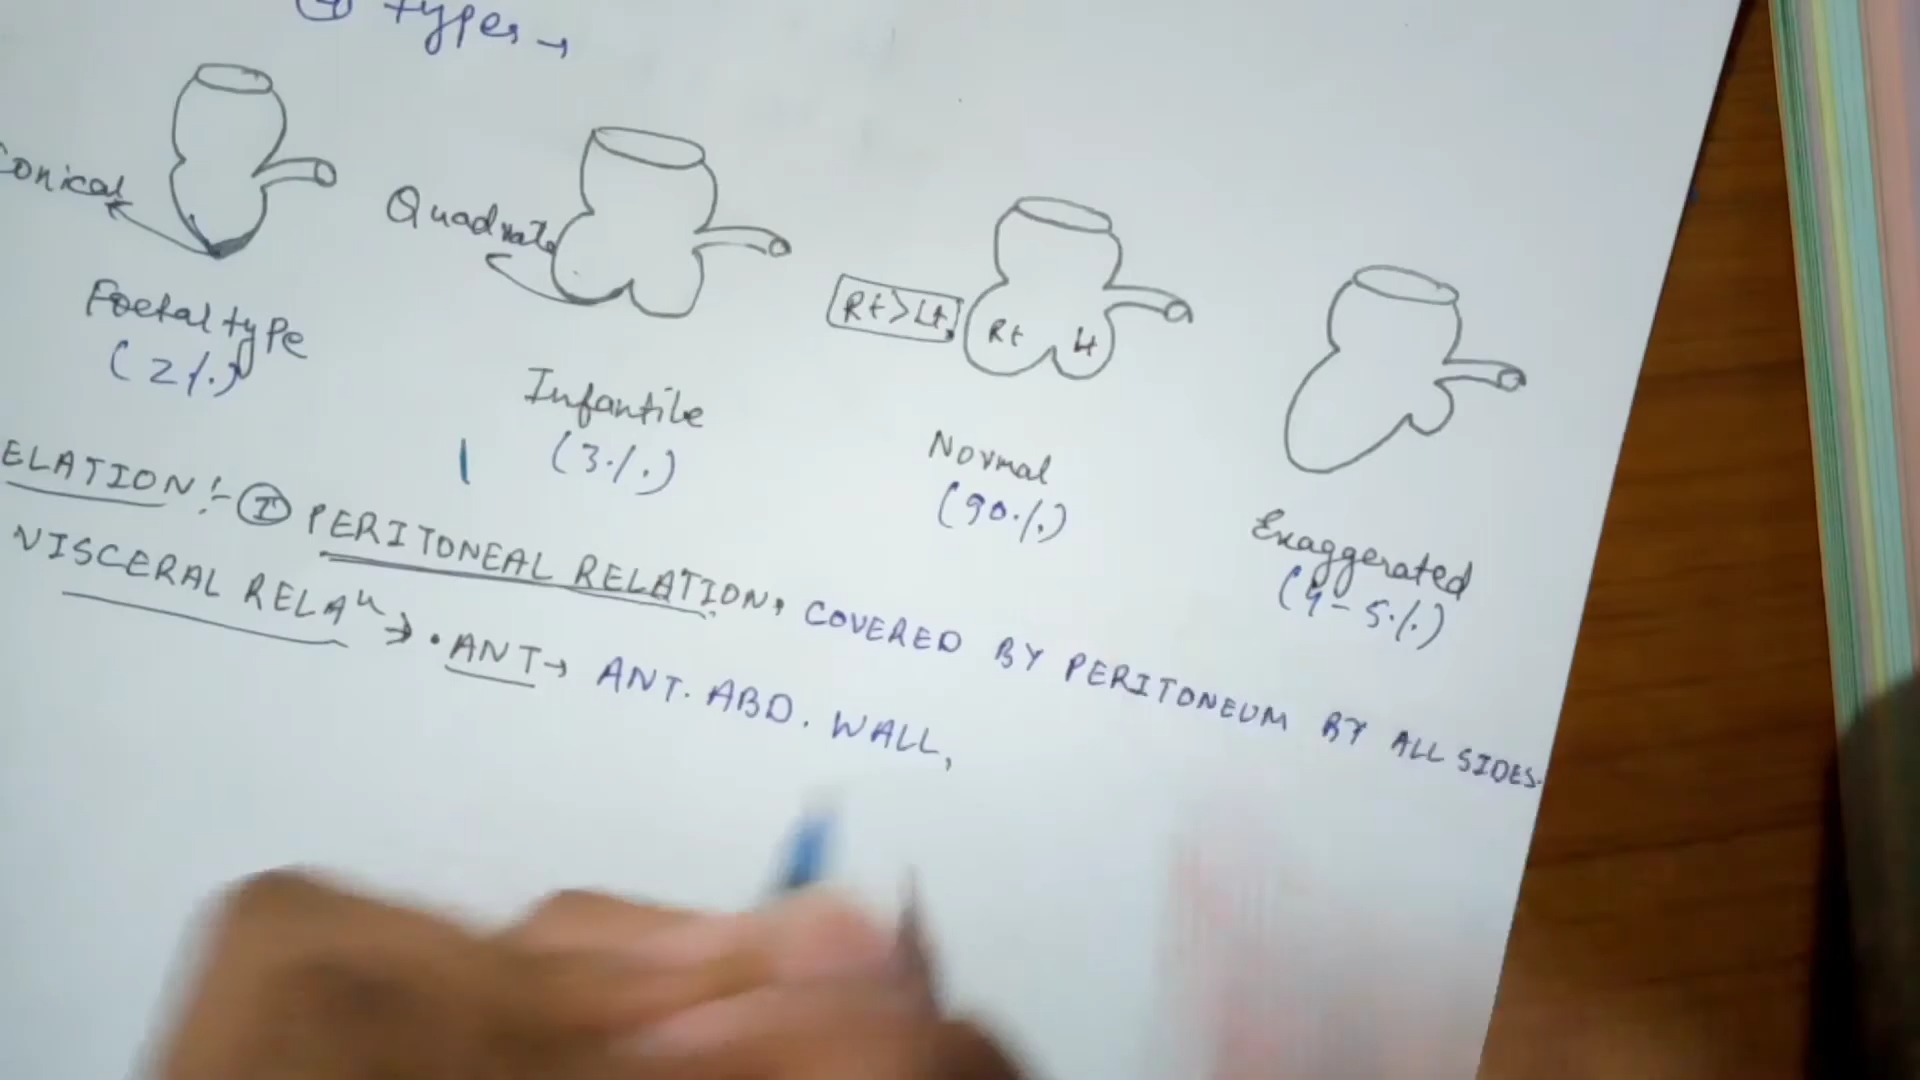 ④ types →
Conical
Foetal type
(2%)
Quadrate
Infantile
(3%)
Rt>Lt
Rt Lt
Normal
(90%)
Exaggerated
(4-5%)
ELATION:- ① PERITONEAL RELATION, COVERED BY PERITONEUM BY ALL SIDES.
VISCERAL RELAⁿ → • ANT → ANT. ABD. WALL,